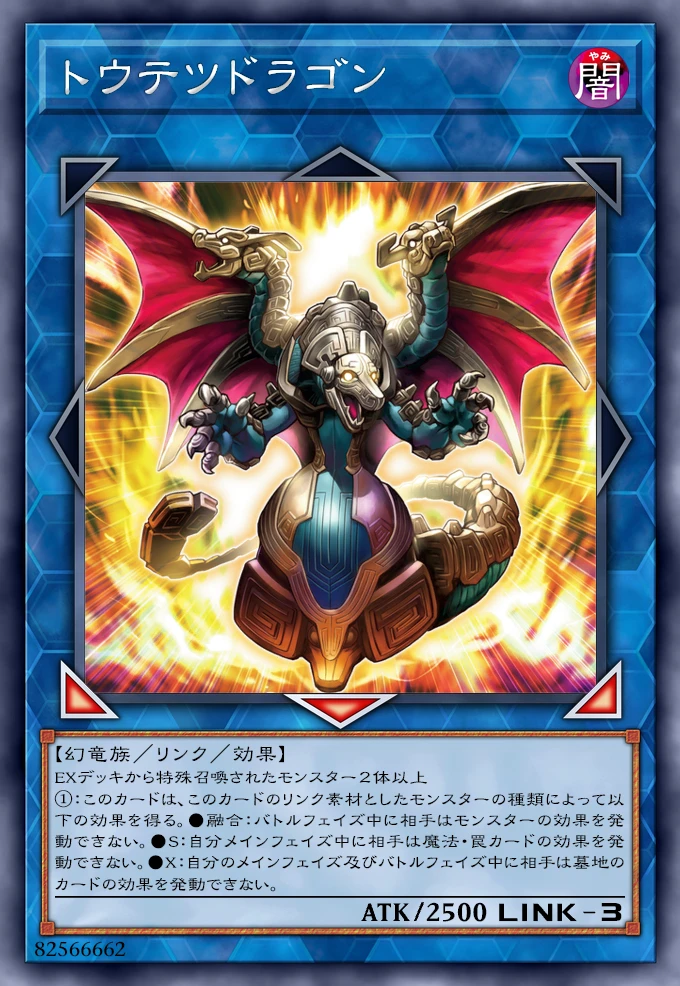 トウテツドラゴン
やみ
闇
【幻竜族／リンク／効果】
EXデッキから特殊召喚されたモンスター２体以上
①：このカードは、このカードのリンク素材としたモンスターの種類によって以
下の効果を得る。●融合：バトルフェイズ中に相手はモンスターの効果を発
動できない。●S：自分メインフェイズ中に相手は魔法・罠カードの効果を発
動できない。●X：自分のメインフェイズ及びバトルフェイズ中に相手は墓地の
カードの効果を発動できない。
ATK/2500 LINK－3
82566662